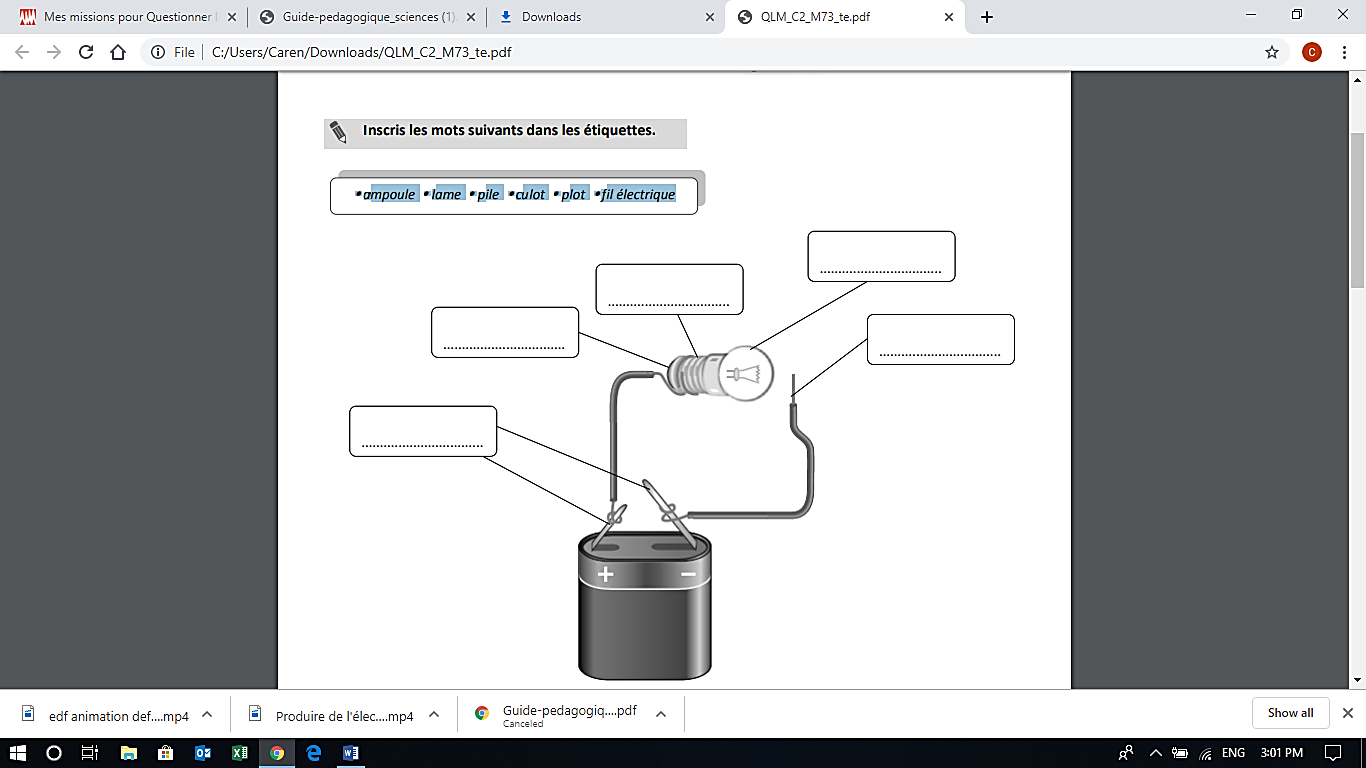 Mes missions pour Questionner
Guide-pedagogique_sciences (1).
Downloads
QLM_C2_M73_te.pdf
File
C:/Users/Caren/Downloads/QLM_C2_M73_te.pdf
C
Inscris les mots suivants dans les étiquettes.
•ampoule •lame •pile •culot •plot •fil électrique
+ −
edf animation def....mp4
Produire de l'élec....mp4
Guide-pedagogiq....pdf
Canceled
Show all
ENG
3:01 PM